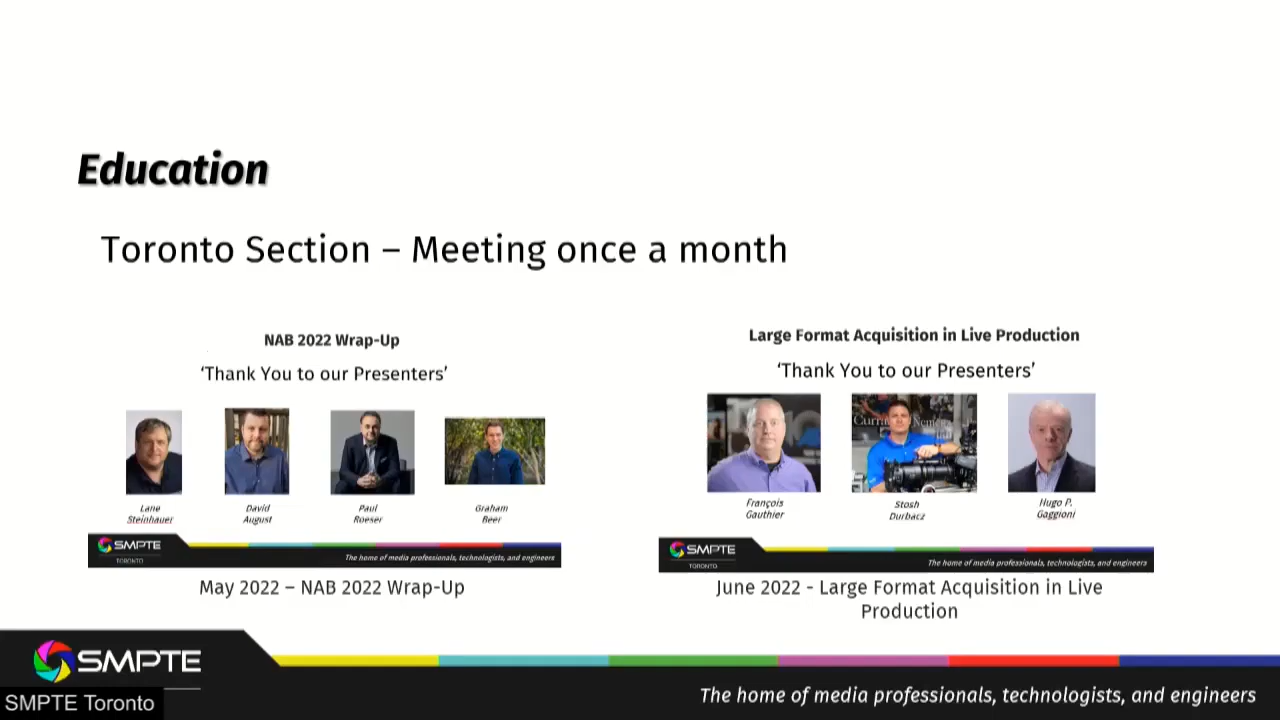 Education
Toronto Section – Meeting once a month
NAB 2022 Wrap-Up
‘Thank You to our Presenters’
Lane
Steinhauer
David
August
Paul
Roeser
Graham
Beer
SMPTE
TORONTO
The home of media professionals, technologists, and engineers
May 2022 – NAB 2022 Wrap-Up
Large Format Acquisition in Live Production
‘Thank You to our Presenters’
François
Gauthier
Stosh
Durbacz
Hugo P.
Gaggioni
SMPTE
TORONTO
The home of media professionals, technologists, and engineers
June 2022 - Large Format Acquisition in Live
Production
SMPTE
SMPTE Toronto
The home of media professionals, technologists, and engineers